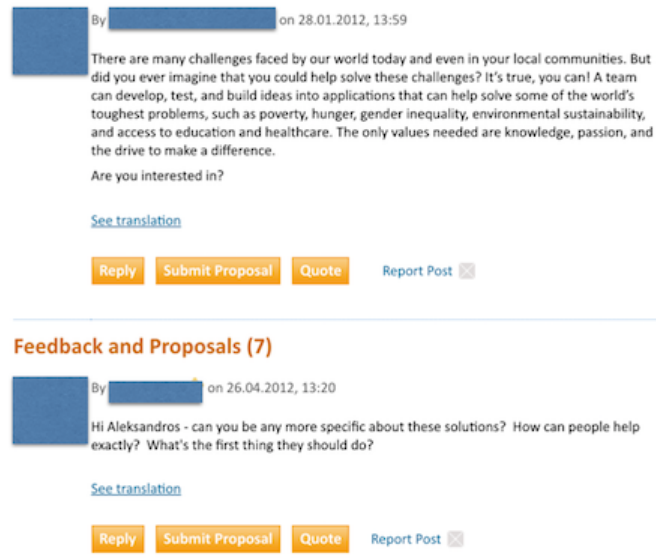 By on 28.01.2012, 13:59
There are many challenges faced by our world today and even in your local communities. But
did you ever imagine that you could help solve these challenges? It's true, you can! A team
can develop, test, and build ideas into applications that can help solve some of the world's
toughest problems, such as poverty, hunger, gender inequality, environmental sustainability,
and access to education and healthcare. The only values needed are knowledge, passion, and
the drive to make a difference.
Are you interested in?
See translation
Reply Submit Proposal Quote Report Post
Feedback and Proposals (7)
By on 26.04.2012, 13:20
Hi Aleksandros - can you be any more specific about these solutions? How can people help
exactly? What's the first thing they should do?
See translation
Reply Submit Proposal Quote Report Post